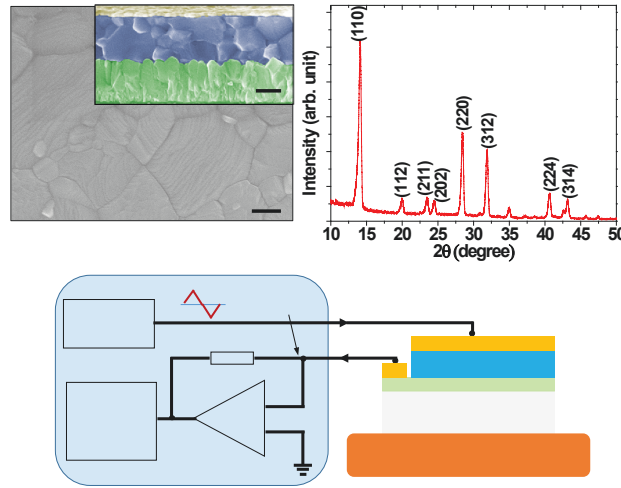 Intensity (arb. unit)
(110)
(112)
(211)
(202)
(220)
(312)
(224)
(314)
10 15 20 25 30 35 40 45 50
2θ (degree)